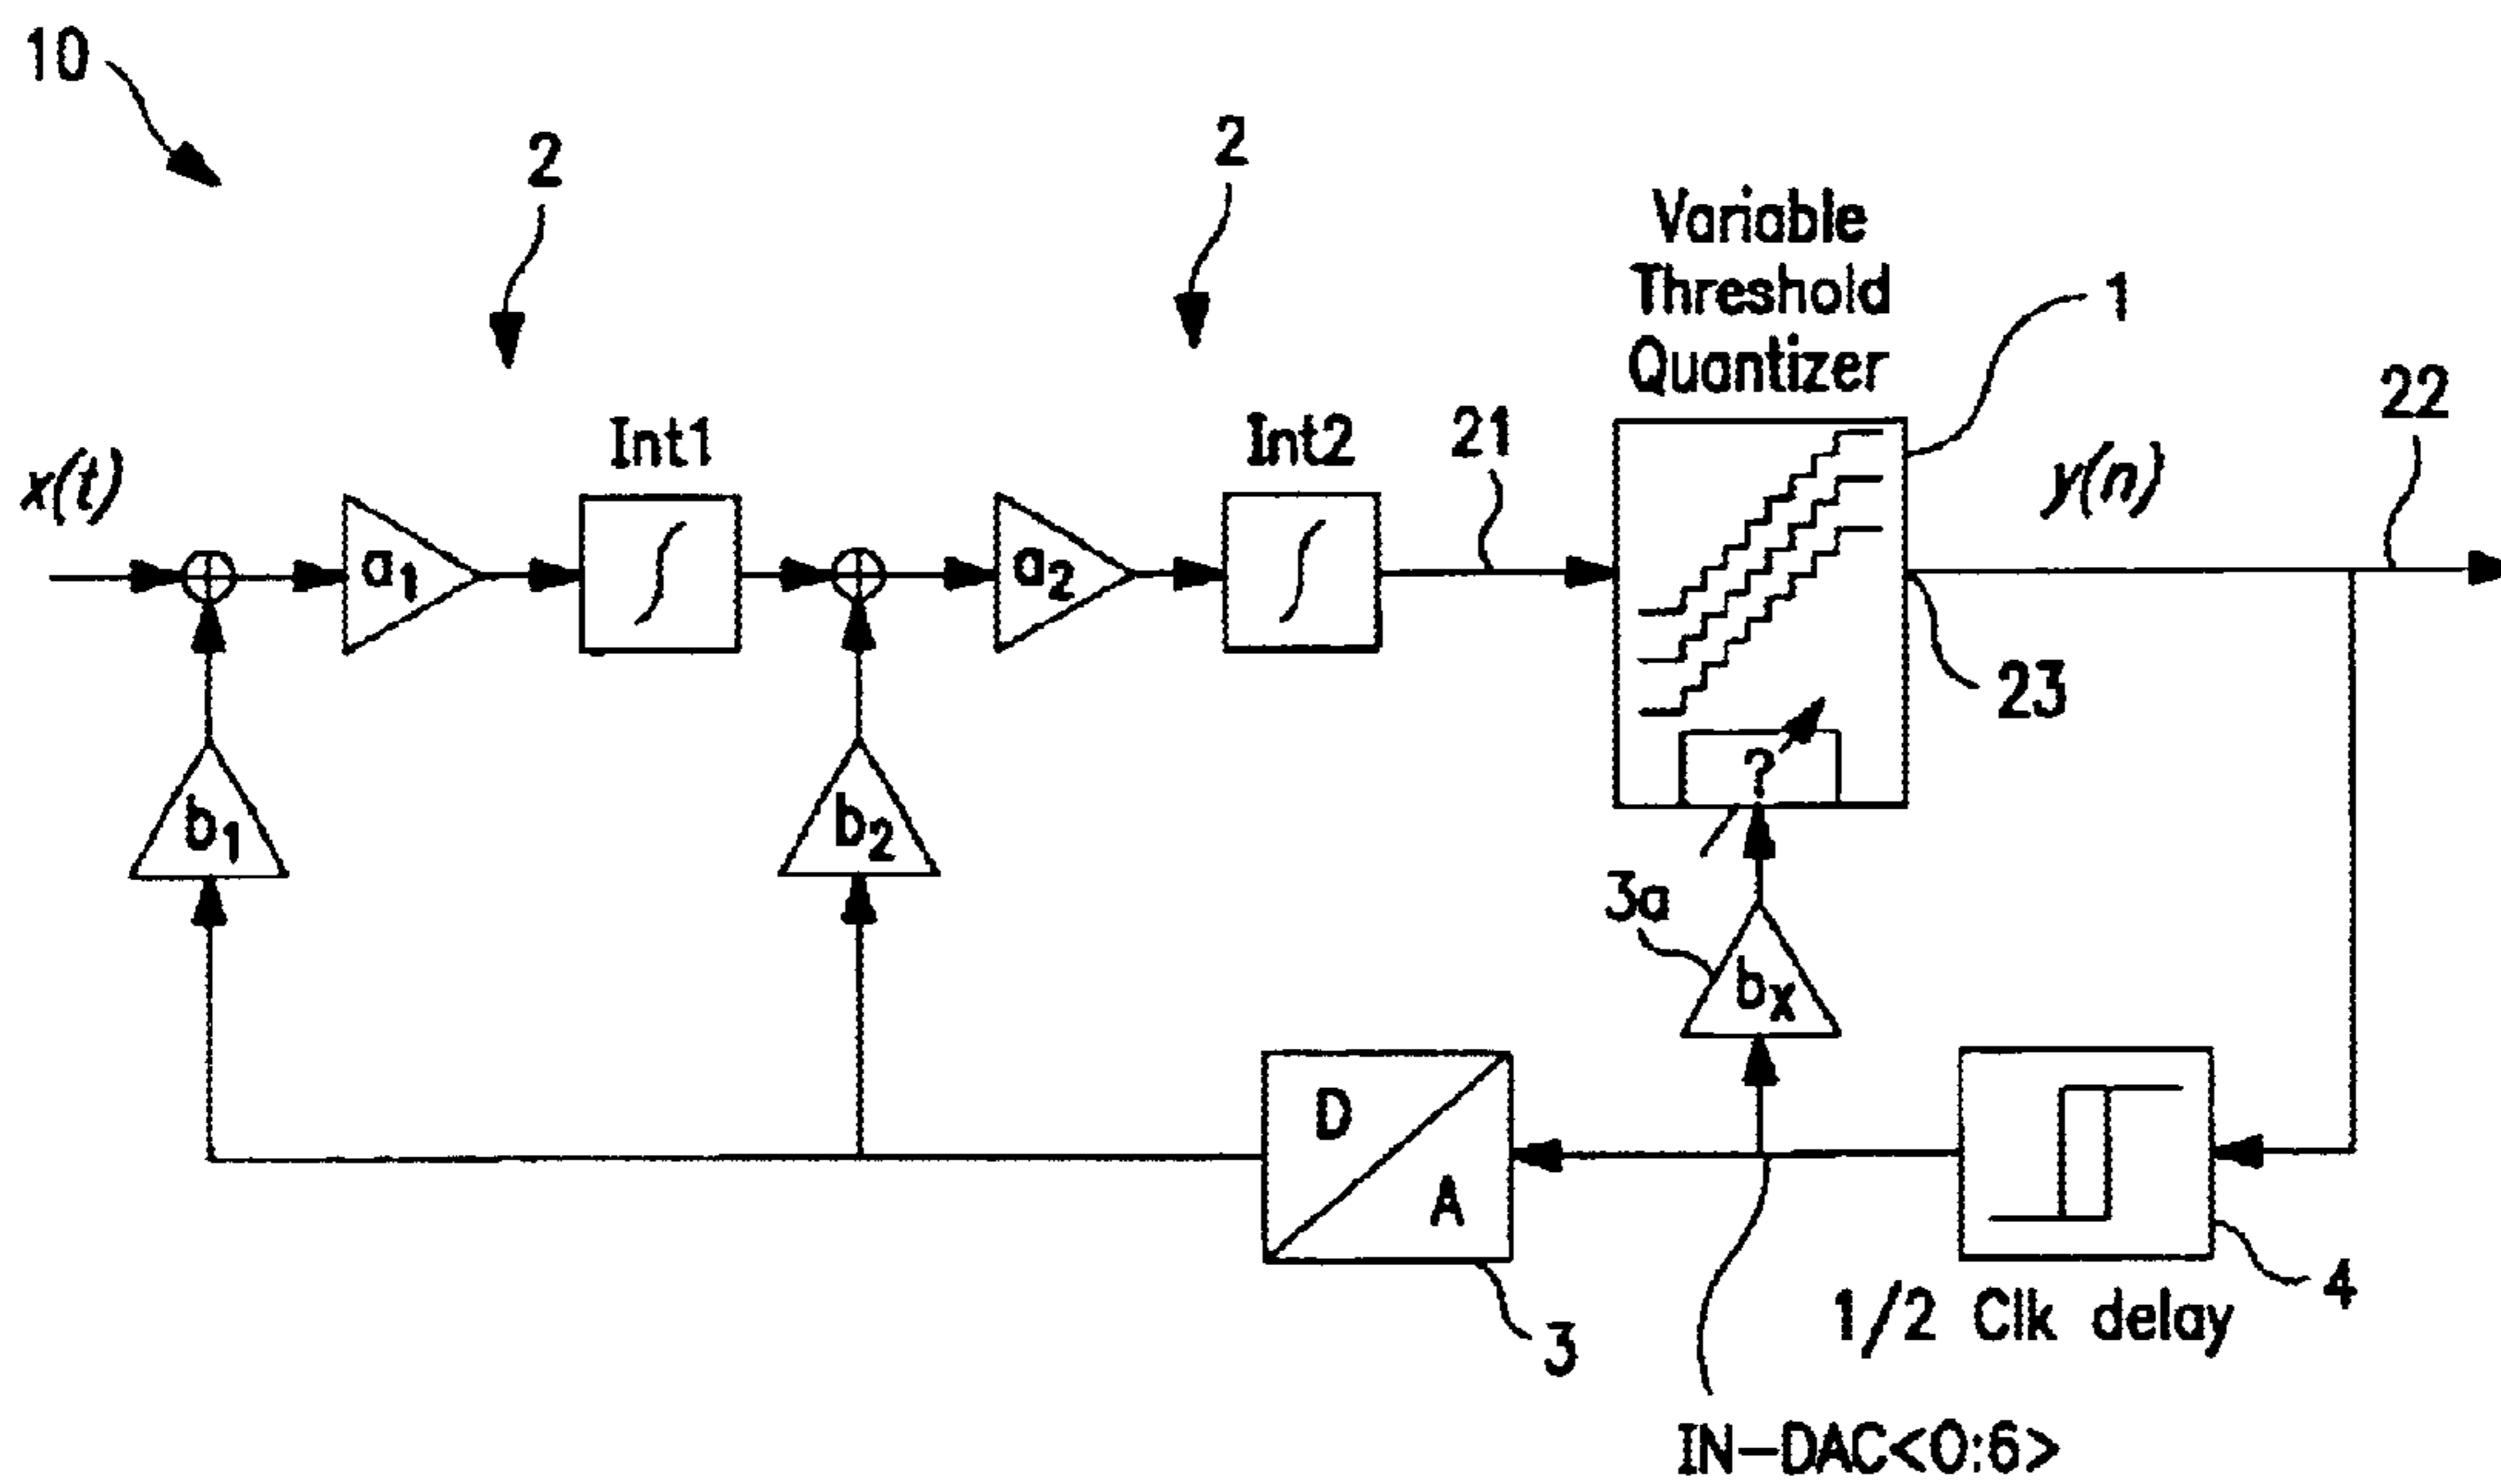 10
2
2
Variable
Threshold
Quantizer
1
22
x(t)
Int1
Int2
21
y(n)
a1
a2
23
?
b1
b2
3a
bx
D
A
4
1/2 Clk delay
3
IN-DAC<0:6>